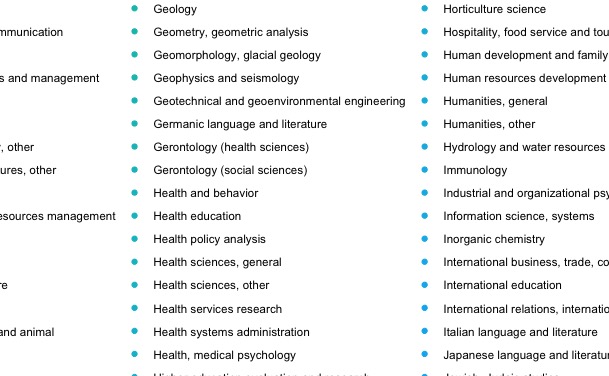 mmunication
s and management
, other
ures, other
esources management
re
and animal
Geology
Geometry, geometric analysis
Geomorphology, glacial geology
Geophysics and seismology
Geotechnical and geoenvironmental engineering
Germanic language and literature
Gerontology (health sciences)
Gerontology (social sciences)
Health and behavior
Health education
Health policy analysis
Health sciences, general
Health sciences, other
Health services research
Health systems administration
Health, medical psychology
Horticulture science
Hospitality, food service and tou
Human development and family
Human resources development
Humanities, general
Humanities, other
Hydrology and water resources
Immunology
Industrial and organizational psy
Information science, systems
Inorganic chemistry
International business, trade, co
International education
International relations, internatio
Italian language and literature
Japanese language and literatur